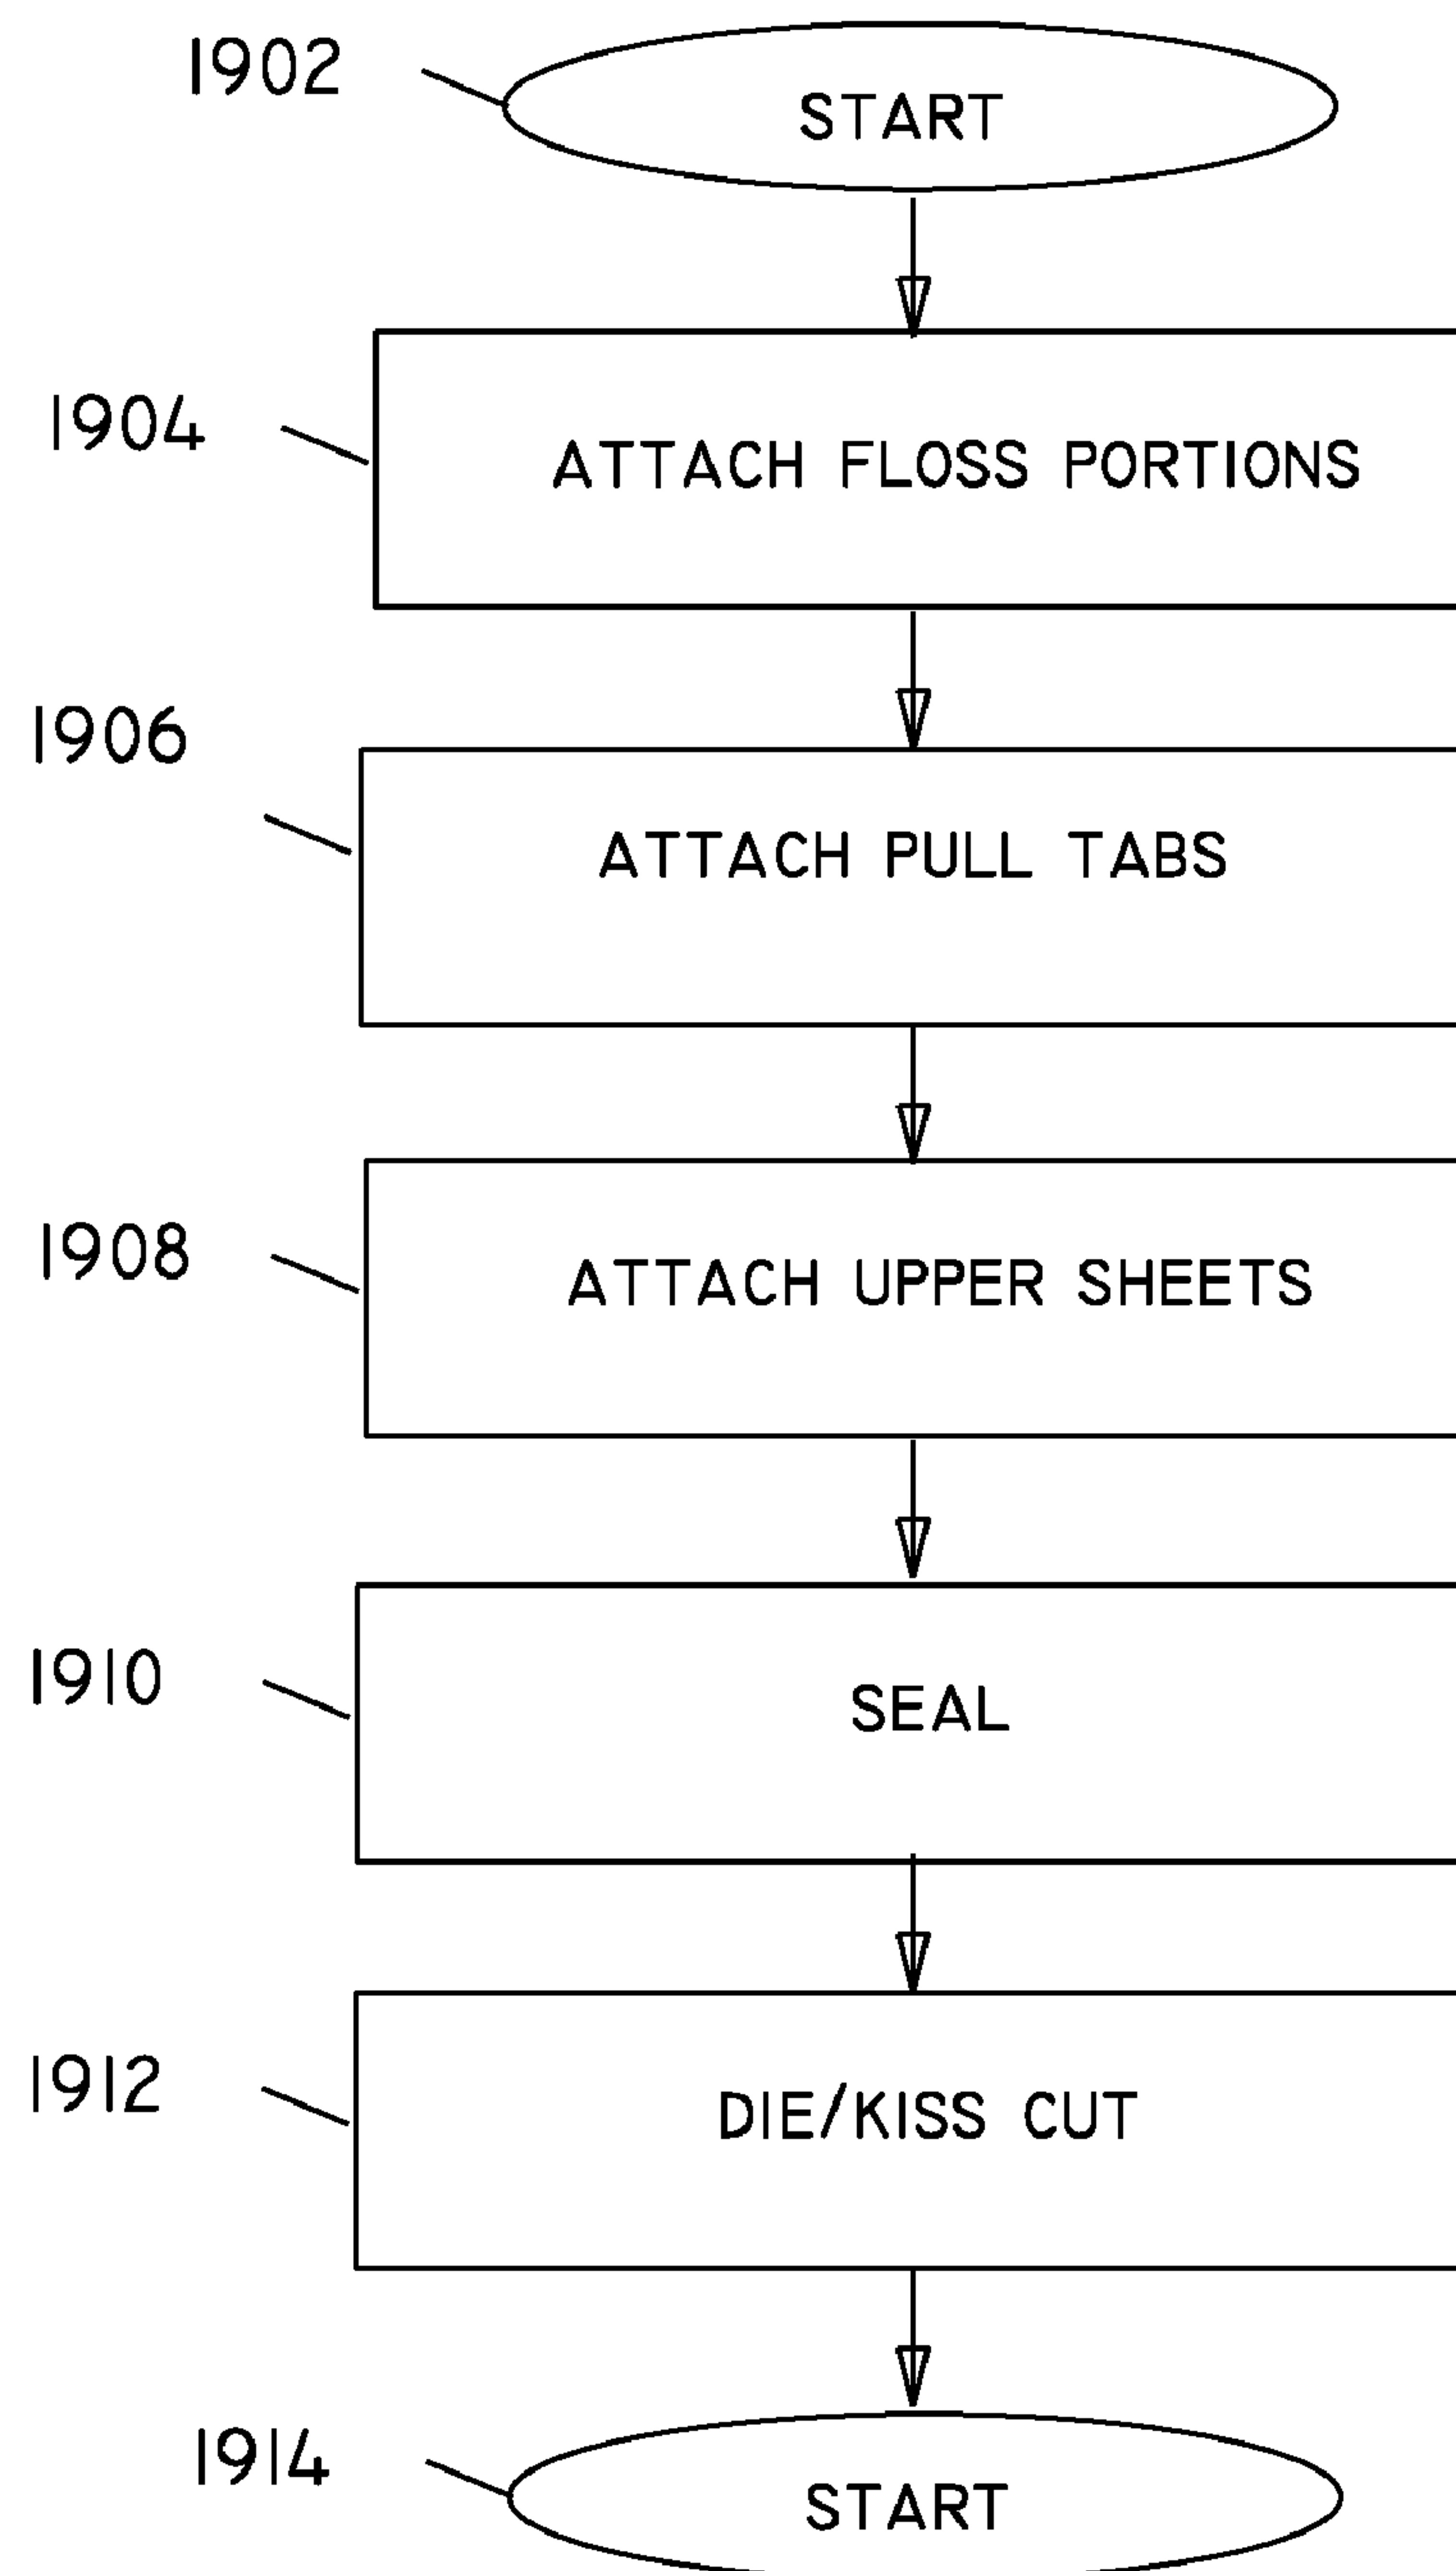 1902
START
1904
ATTACH FLOSS PORTIONS
1906
ATTACH PULL TABS
1908
ATTACH UPPER SHEETS
1910
SEAL
1912
DIE/KISS CUT
1914
START